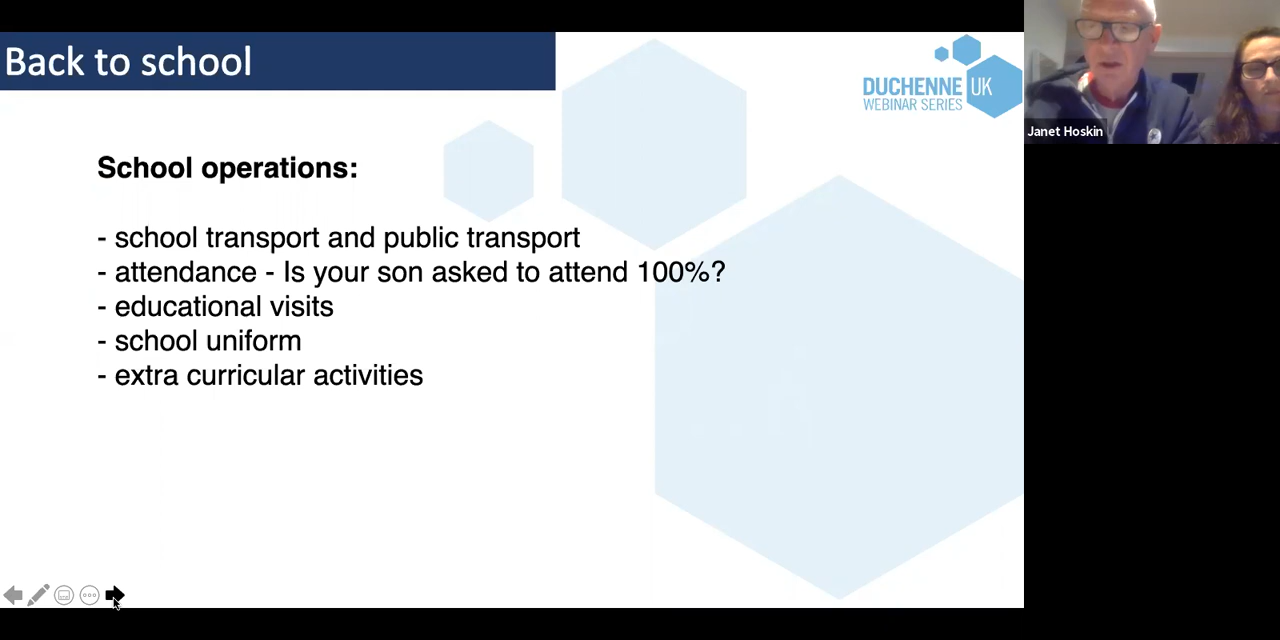 Back to school
DUCHENNE UK
WEBINAR SERIES
Janet Hoskin
School operations:
- school transport and public transport
- attendance - Is your son asked to attend 100%?
- educational visits
- school uniform
- extra curricular activities